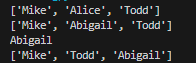 ['Mike', 'Alice', 'Todd']
['Mike', 'Abigail', 'Todd']
Abigail
['Mike', 'Todd', 'Abigail']